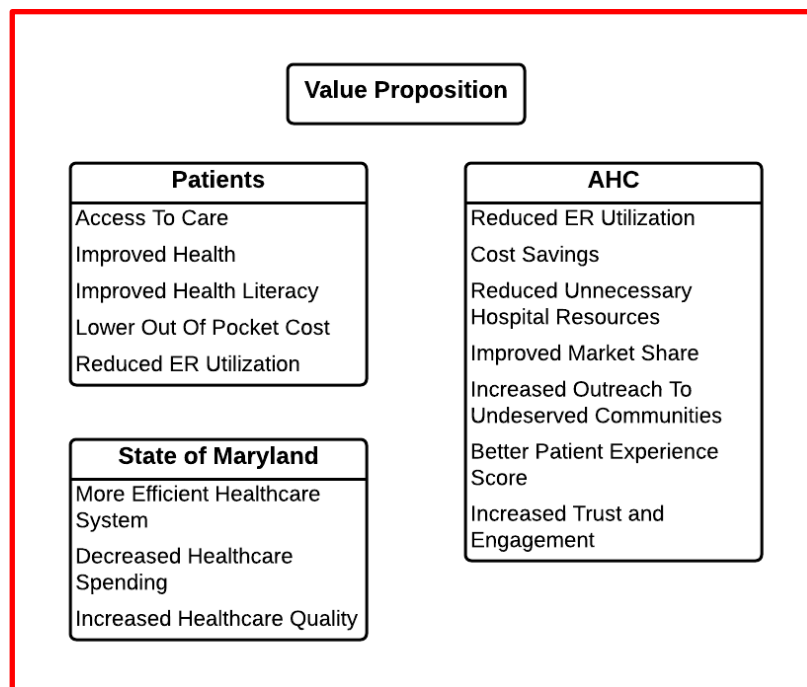 Value Proposition
Patients
Access To Care
Improved Health
Improved Health Literacy
Lower Out Of Pocket Cost
Reduced ER Utilization
State of Maryland
More Efficient Healthcare
System
Decreased Healthcare
Spending
Increased Healthcare Quality
AHC
Reduced ER Utilization
Cost Savings
Reduced Unnecessary
Hospital Resources
Improved Market Share
Increased Outreach To
Undeserved Communities
Better Patient Experience
Score
Increased Trust and
Engagement